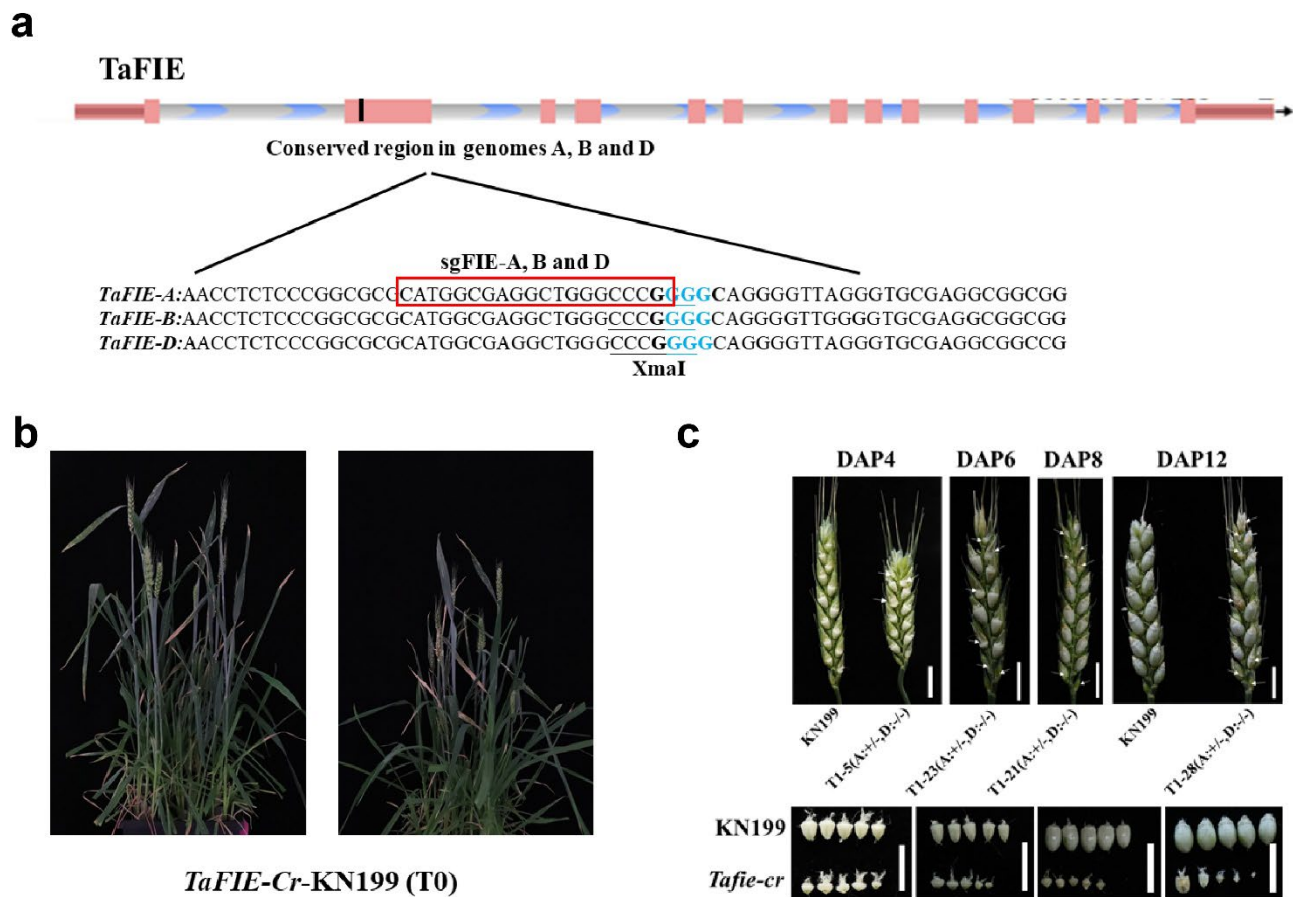 a
TaFIE
Conserved region in genomes A, B and D
sgFIE-A, B and D
TaFIE-A:AACCTCTCCCGGCGCGCATGGCGAGGCTGGGCCCGGGGCAGGGGTTAGGGTGCGAGGCGGCGG
TaFIE-B:AACCTCTCCCGGCGCGCATGGCGAGGCTGGGCCCGGGGCAGGGGTTGGGGTGCGAGGCGGCGG
TaFIE-D:AACCTCTCCCGGCGCGCATGGCGAGGCTGGGCCCGGGGCAGGGGTTAGGGTGCGAGGCGGCCG
XmaI
b
TaFIE-Cr-KN199 (T0)
c
DAP4 DAP6 DAP8 DAP12
KN199 T1-5(A:+/-,D:-/-) T1-23(A:+/-,D:-/-) T1-21(A:+/-,D:-/-) KN199 T1-28(A:+/-,D:-/-)
KN199
Tafie-cr